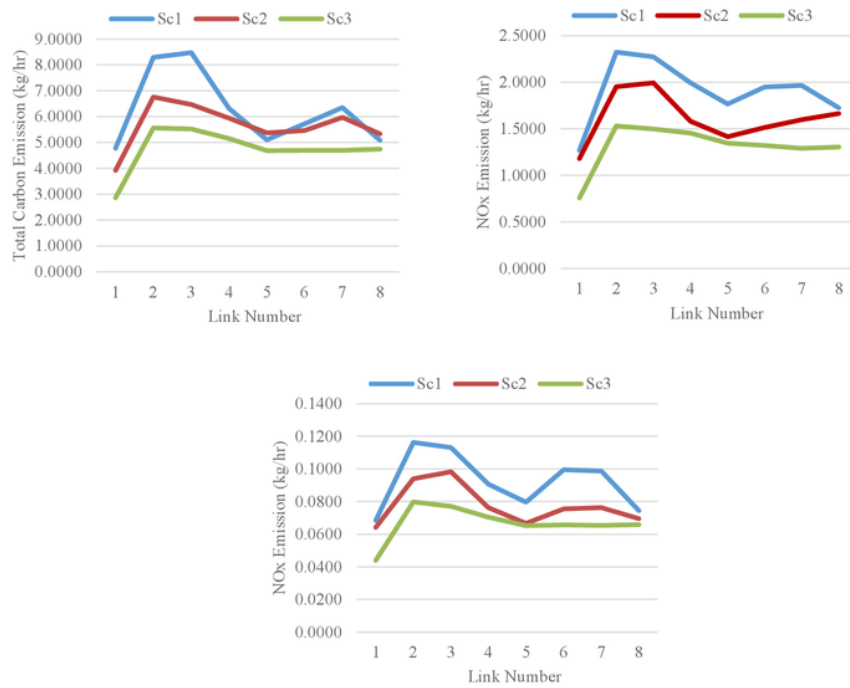 Sc1 Sc2 Sc3
Total Carbon Emission (kg/hr)
9.0000
8.0000
7.0000
6.0000
5.0000
4.0000
3.0000
2.0000
1.0000
0.0000
1 2 3 4 5 6 7 8
Link Number
Sc1 Sc2 Sc3
NOx Emission (kg/hr)
2.5000
2.0000
1.5000
1.0000
0.5000
0.0000
1 2 3 4 5 6 7 8
Link Number
Sc1 Sc2 Sc3
NOx Emission (kg/hr)
0.1400
0.1200
0.1000
0.0800
0.0600
0.0400
0.0200
0.0000
1 2 3 4 5 6 7 8
Link Number